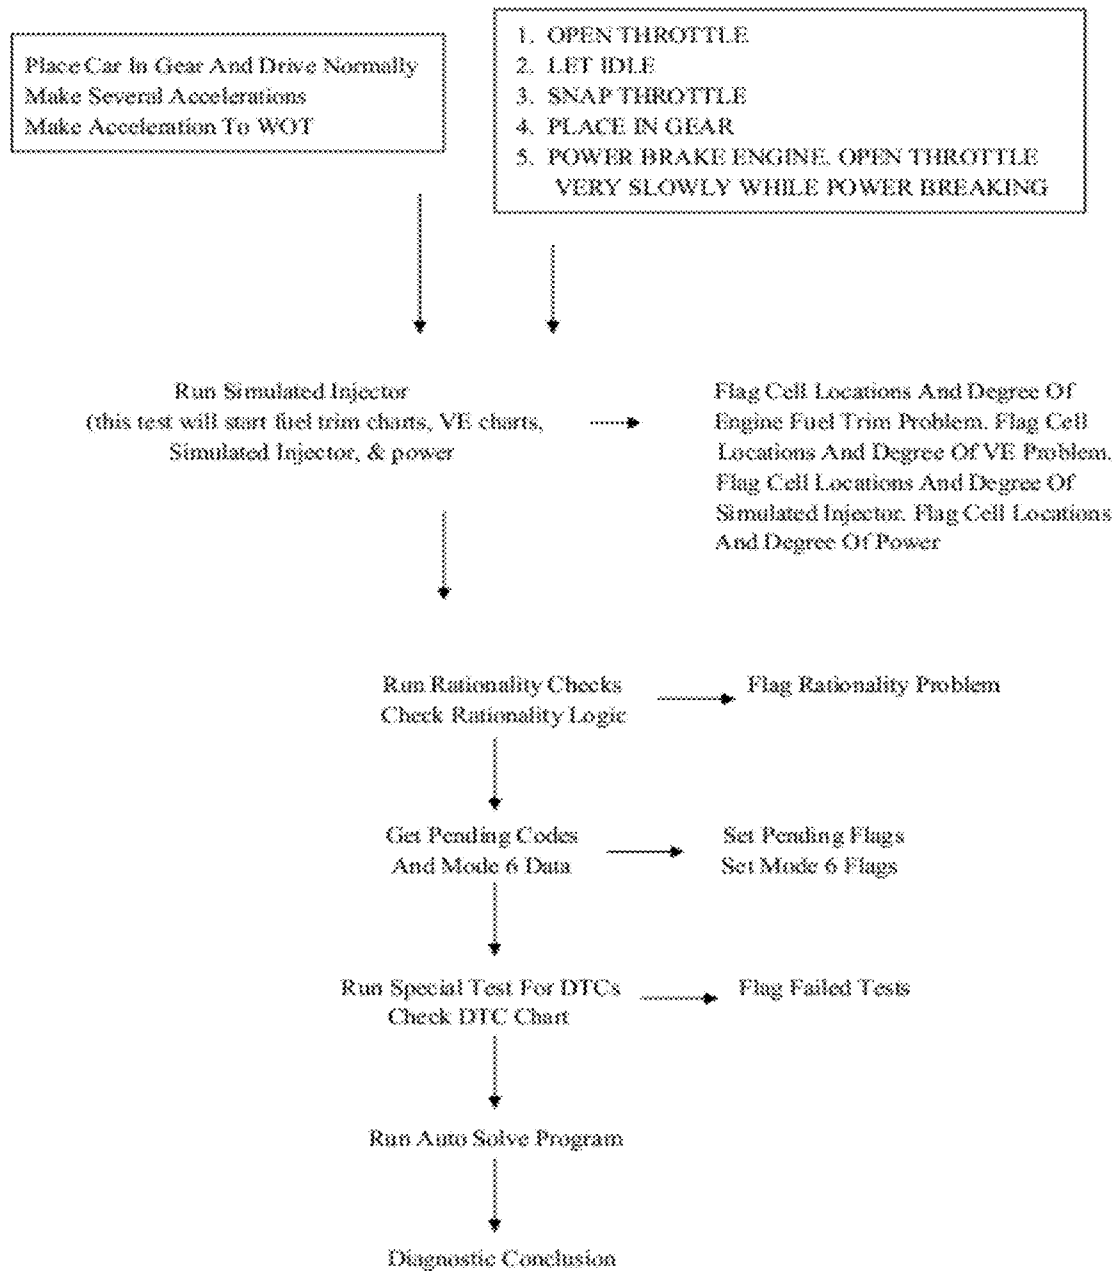 Place Car In Gear And Drive Normally
Make Several Accelerations
Make Acceleration To WOT
1. OPEN THROTTLE
2. LET IDLE
3. SNAP THROTTLE
4. PLACE IN GEAR
5. POWER BRAKE ENGINE. OPEN THROTTLE
VERY SLOWLY WHILE POWER BREAKING
Run Simulated Injector
(this test will start fuel trim charts, VE charts,
Simulated Injector, & power
Flag Cell Locations And Degree Of
Engine Fuel Trim Problem. Flag Cell
Locations And Degree Of VE Problem.
Flag Cell Locations And Degree Of
Simulated Injector. Flag Cell Locations
And Degree Of Power
Run Rationality Checks
Check Rationality Logic
Flag Rationality Problem
Get Pending Codes
And Mode 6 Data
Set Pending Flags
Set Mode 6 Flags
Run Special Test For DTCs
Check DTC Chart
Flag Failed Tests
Run Auto Solve Program
Diagnostic Conclusion